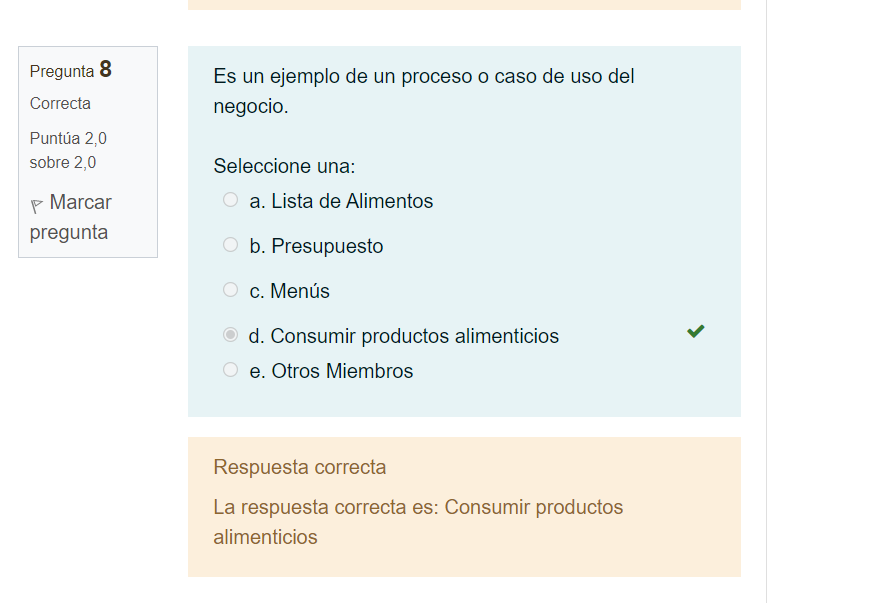 Pregunta 8
Correcta
Puntúa 2,0
sobre 2,0
Marcar
pregunta
Es un ejemplo de un proceso o caso de uso del
negocio.
Seleccione una:
a. Lista de Alimentos
b. Presupuesto
c. Menús
d. Consumir productos alimenticios
e. Otros Miembros
Respuesta correcta
La respuesta correcta es: Consumir productos
alimenticios